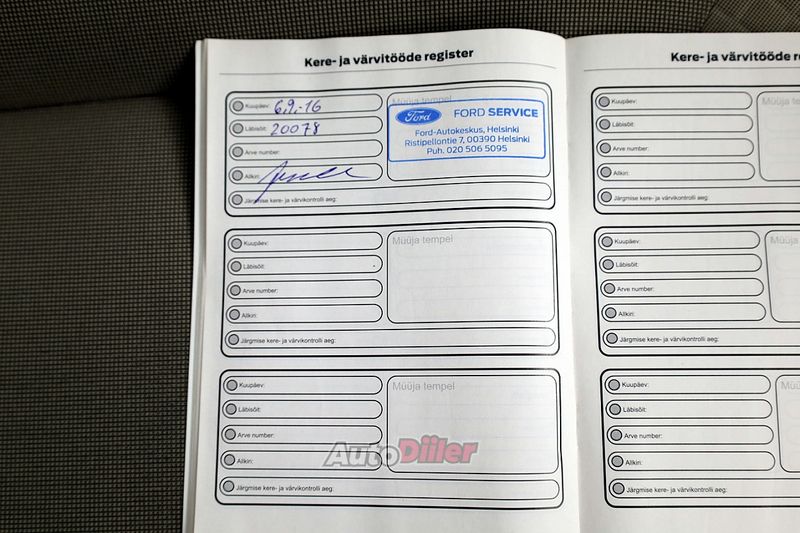 Kere- ja värvitööde register
Kuupäev: 6.9.-16
Läbisõit: 20078
Arve number:
Allkiri:
Järgmise kere- ja värvikontrolli aeg:
Müüja tempel
Ford FORD SERVICE
Ford-Autokeskus, Helsinki
Ristipellontie 7, 00390 Helsinki
Puh. 020 506 5095
Kuupäev:
Läbisõit:
Arve number:
Allkiri:
Järgmise kere- ja värvikontrolli aeg:
Müüja tempel
Kuupäev:
Läbisõit:
Arve number:
Allkiri:
Järgmise kere- ja värvikontrolli aeg:
Müüja tempel
AutoDiiler
Kere- ja värvitööde
Kuupäev:
Läbisõit:
Arve number:
Allkiri:
Järgmise kere- ja värvikontrolli aeg:
Müüja tem
Kuupäev:
Läbisõit:
Arve number:
Allkiri:
Järgmise kere- ja värvikontrolli aeg:
Müüja
Kuupäev:
Läbisõit:
Arve number:
Allkiri:
Järgmise kere- ja värvikontrolli aeg:
Müüja